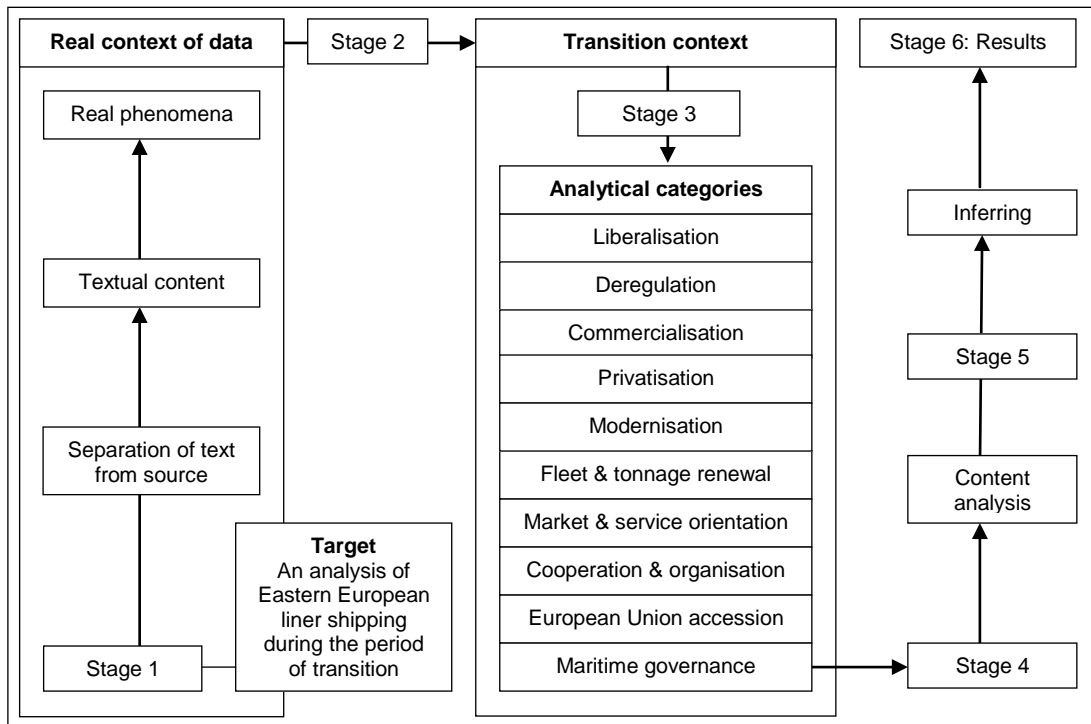 Real context of data
Stage 2
Transition context
Stage 6: Results
Real phenomena
Stage 3
Analytical categories
Liberalisation
Inferring
Textual content
Deregulation
Commercialisation
Stage 5
Privatisation
Modernisation
Separation of text
from source
Fleet & tonnage renewal
Content
analysis
Market & service orientation
Target
An analysis of
Eastern European
liner shipping
during the period
of transition
Cooperation & organisation
European Union accession
Stage 1
Maritime governance
Stage 4